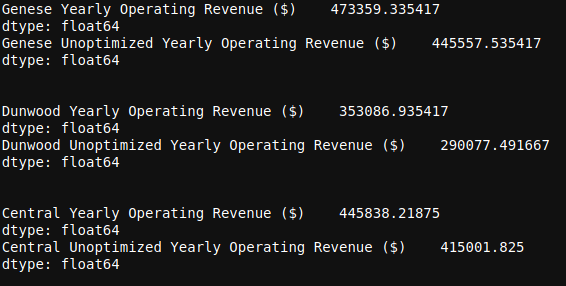 Genese Yearly Operating Revenue ($)    473359.335417
dtype: float64
Genese Unoptimized Yearly Operating Revenue ($)    445557.535417
dtype: float64
Dunwood Yearly Operating Revenue ($)    353086.935417
dtype: float64
Dunwood Unoptimized Yearly Operating Revenue ($)    290077.491667
dtype: float64
Central Yearly Operating Revenue ($)    445838.21875
dtype: float64
Central Unoptimized Yearly Operating Revenue ($)    415001.825
dtype: float64